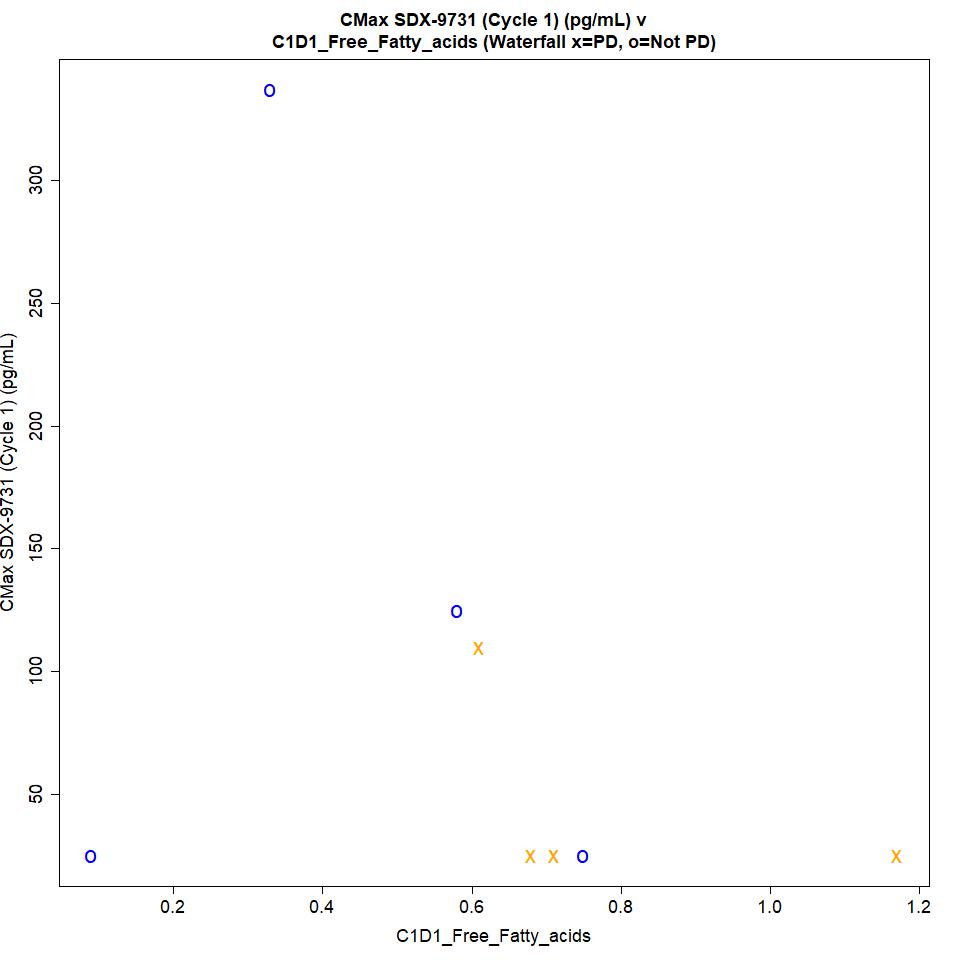 CMax SDX-9731 (Cycle 1) (pg/mL) v
C1D1_Free_Fatty_acids (Waterfall x=PD, o=Not PD)
CMax SDX-9731 (Cycle 1) (pg/mL)
300
250
200
150
100
50
o
o
x
o
x
x
o
x
0.2
0.4
0.6
0.8
1.0
1.2
C1D1_Free_Fatty_acids